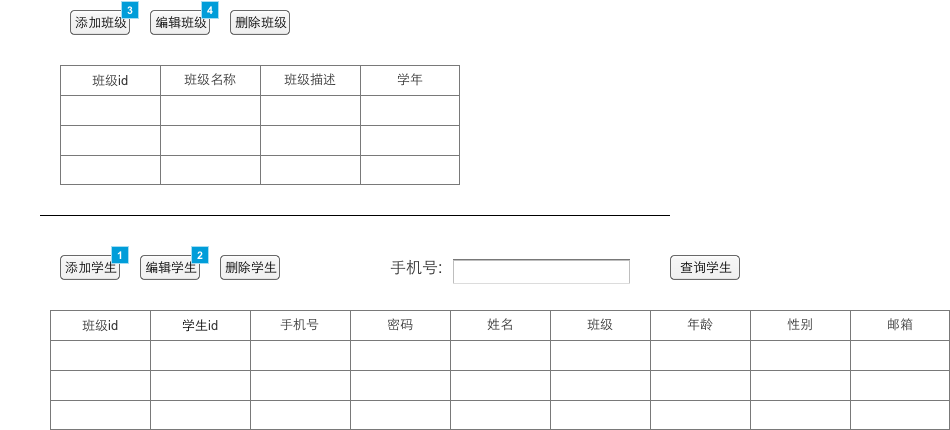 添加班级 3 编辑班级 4 删除班级
班级id 班级名称 班级描述 学年
添加学生 1 编辑学生 2 删除学生 手机号: 查询学生
班级id 学生id 手机号 密码 姓名 班级 年龄 性别 邮箱